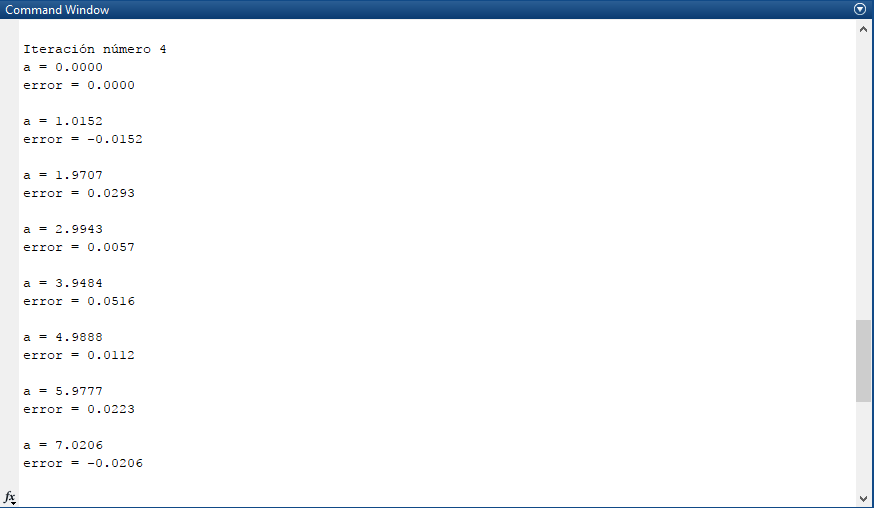 Command Window
Iteración número 4
a = 0.0000
error = 0.0000
a = 1.0152
error = -0.0152
a = 1.9707
error = 0.0293
a = 2.9943
error = 0.0057
a = 3.9484
error = 0.0516
a = 4.9888
error = 0.0112
a = 5.9777
error = 0.0223
a = 7.0206
error = -0.0206
fx